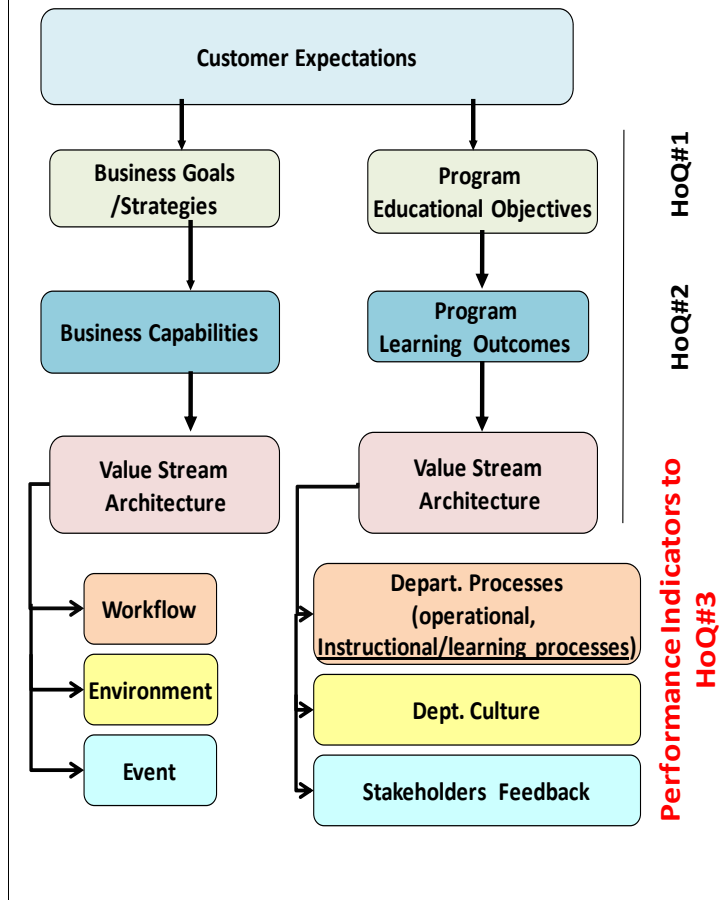 Customer Expectations
Business Goals
/Strategies
Program
Educational Objectives
HoQ#1
Business Capabilities
Program
Learning Outcomes
HoQ#2
Value Stream
Architecture
Value Stream
Architecture
Workflow
Environment
Event
Depart. Processes
(operational,
Instructional/learning processes)
Dept. Culture
Stakeholders Feedback
Performance Indicators to
HoQ#3